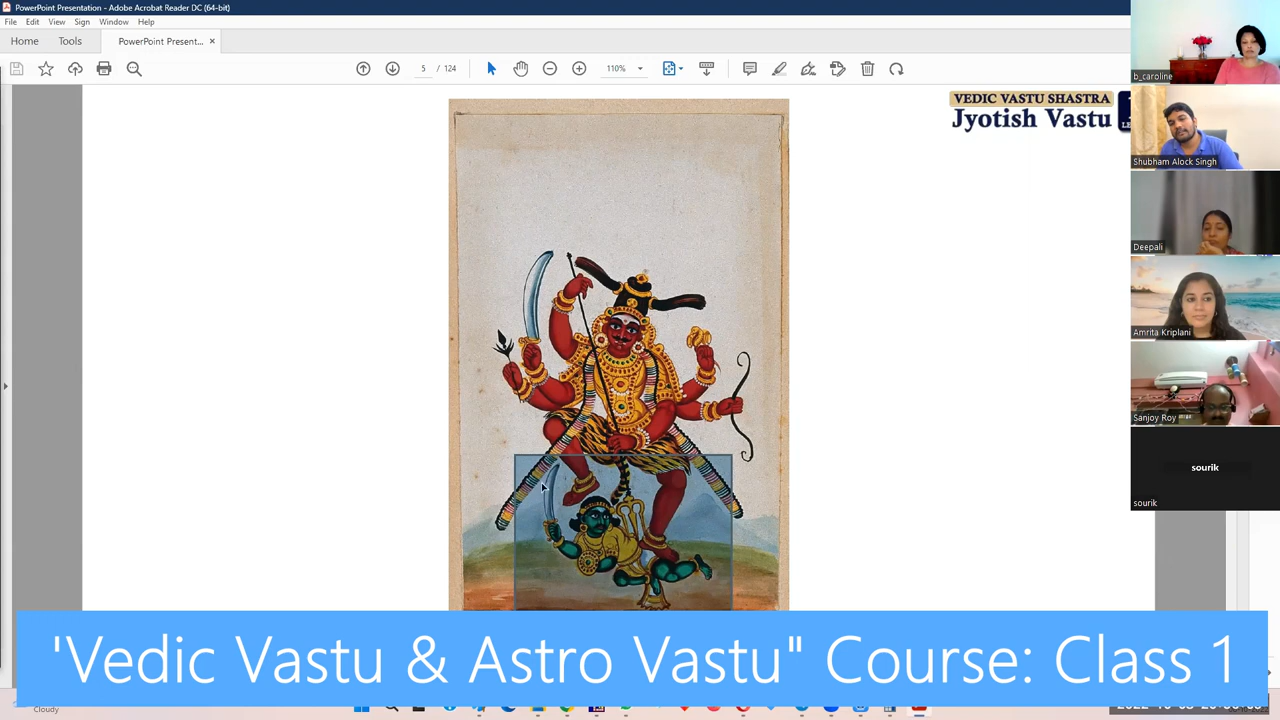 PowerPoint Presentation - Adobe Acrobat Reader DC (64-bit)
File Edit View Sign Window Help
Home Tools PowerPoint Present... ×
5 / 124 110%
VEDIC VASTU SHASTRA
Jyotish Vastu
b_caroline
Shubham Alock Singh
Deepali
Amrita Kriplani
Sanjoy Roy
sourik
sourik
'Vedic Vastu & Astro Vastu" Course: Class 1
Cloudy